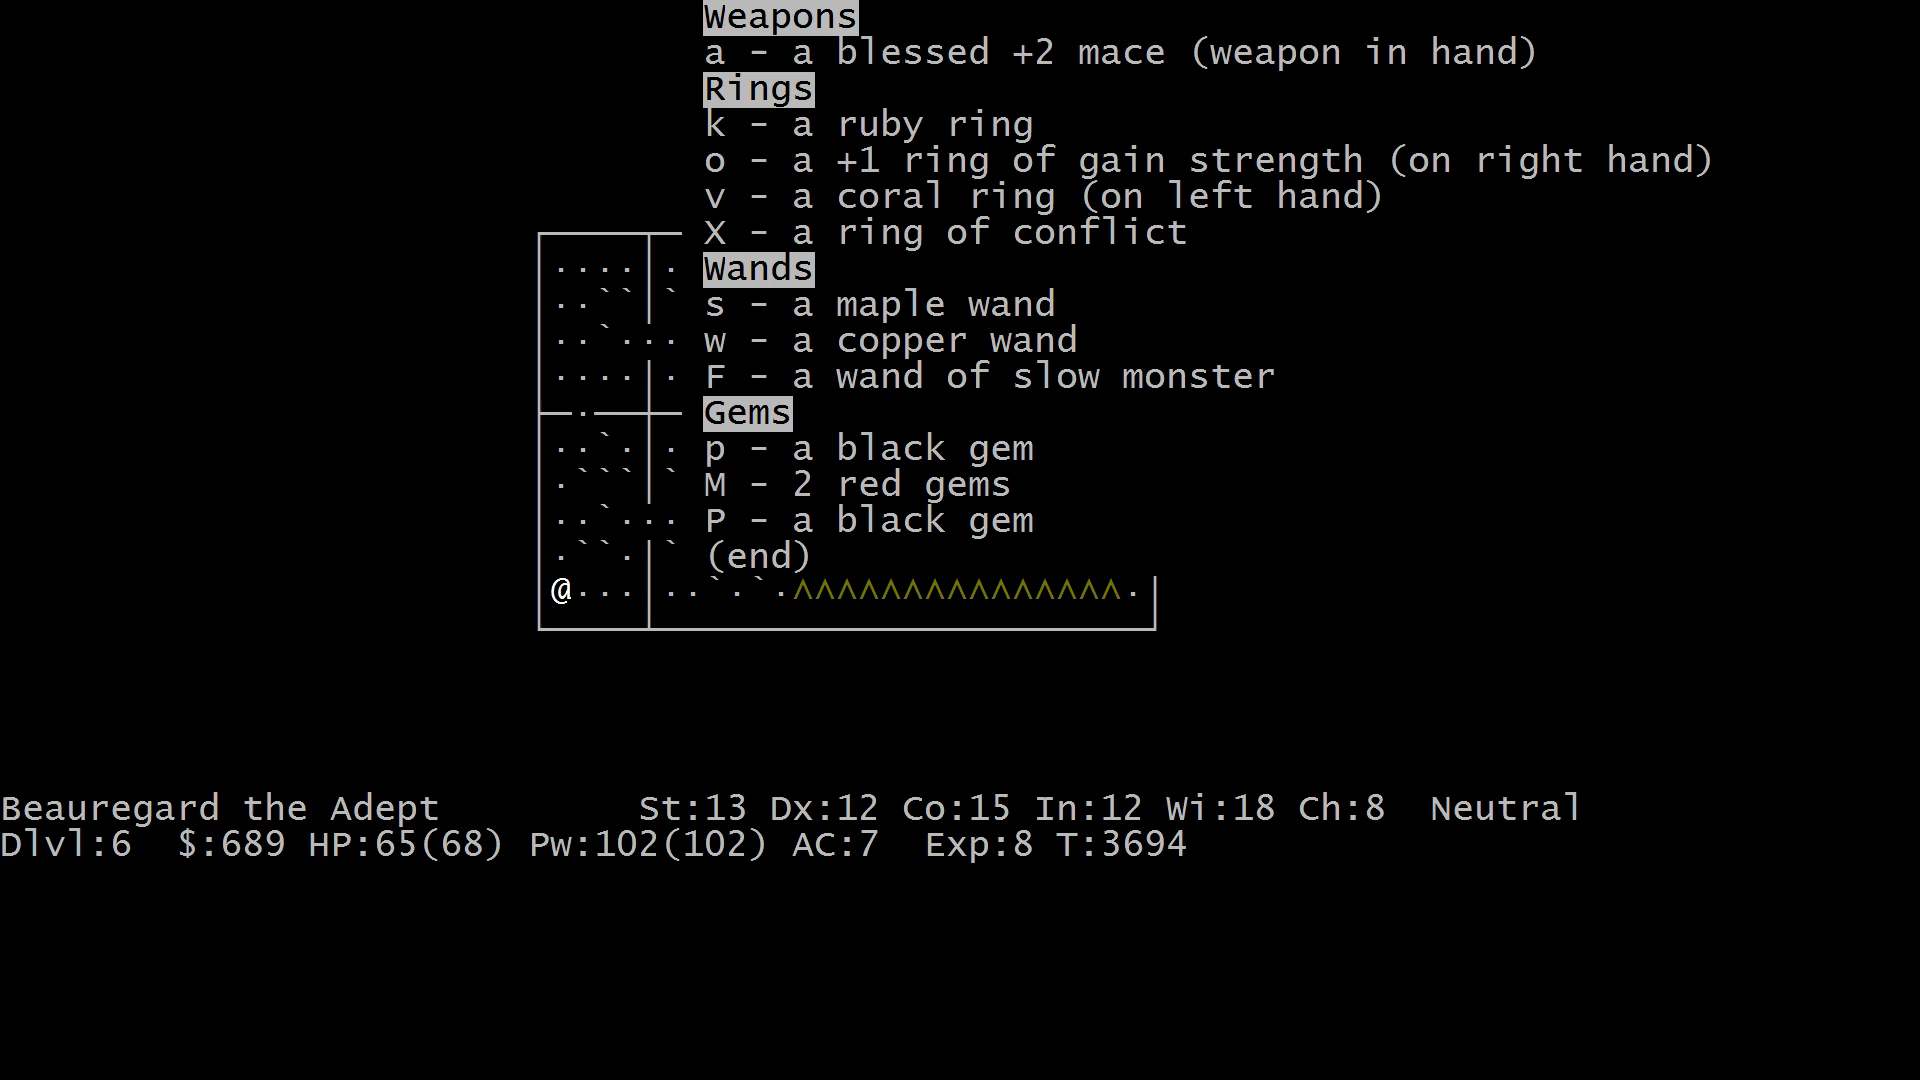 Weapons
a - a blessed +2 mace (weapon in hand)
Rings
k - a ruby ring
o - a +1 ring of gain strength (on right hand)
v - a coral ring (on left hand)
X - a ring of conflict
Wands
s - a maple wand
w - a copper wand
F - a wand of slow monster
Gems
p - a black gem
M - 2 red gems
P - a black gem
(end)
@...|..`.`.^^^^^^^^^^^^^^^.|
Beauregard the Adept St:13 Dx:12 Co:15 In:12 Wi:18 Ch:8 Neutral
Dlvl:6 $:689 HP:65(68) Pw:102(102) AC:7 Exp:8 T:3694